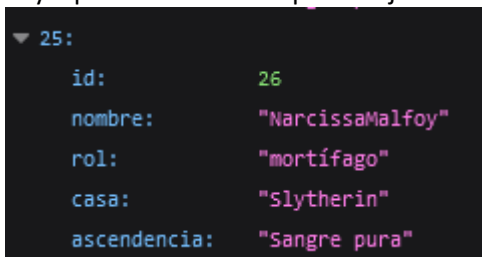 25:
id: 26
nombre: "NarcissaMalfoy"
rol: "mortífago"
casa: "Slytherin"
ascendencia: "Sangre pura"